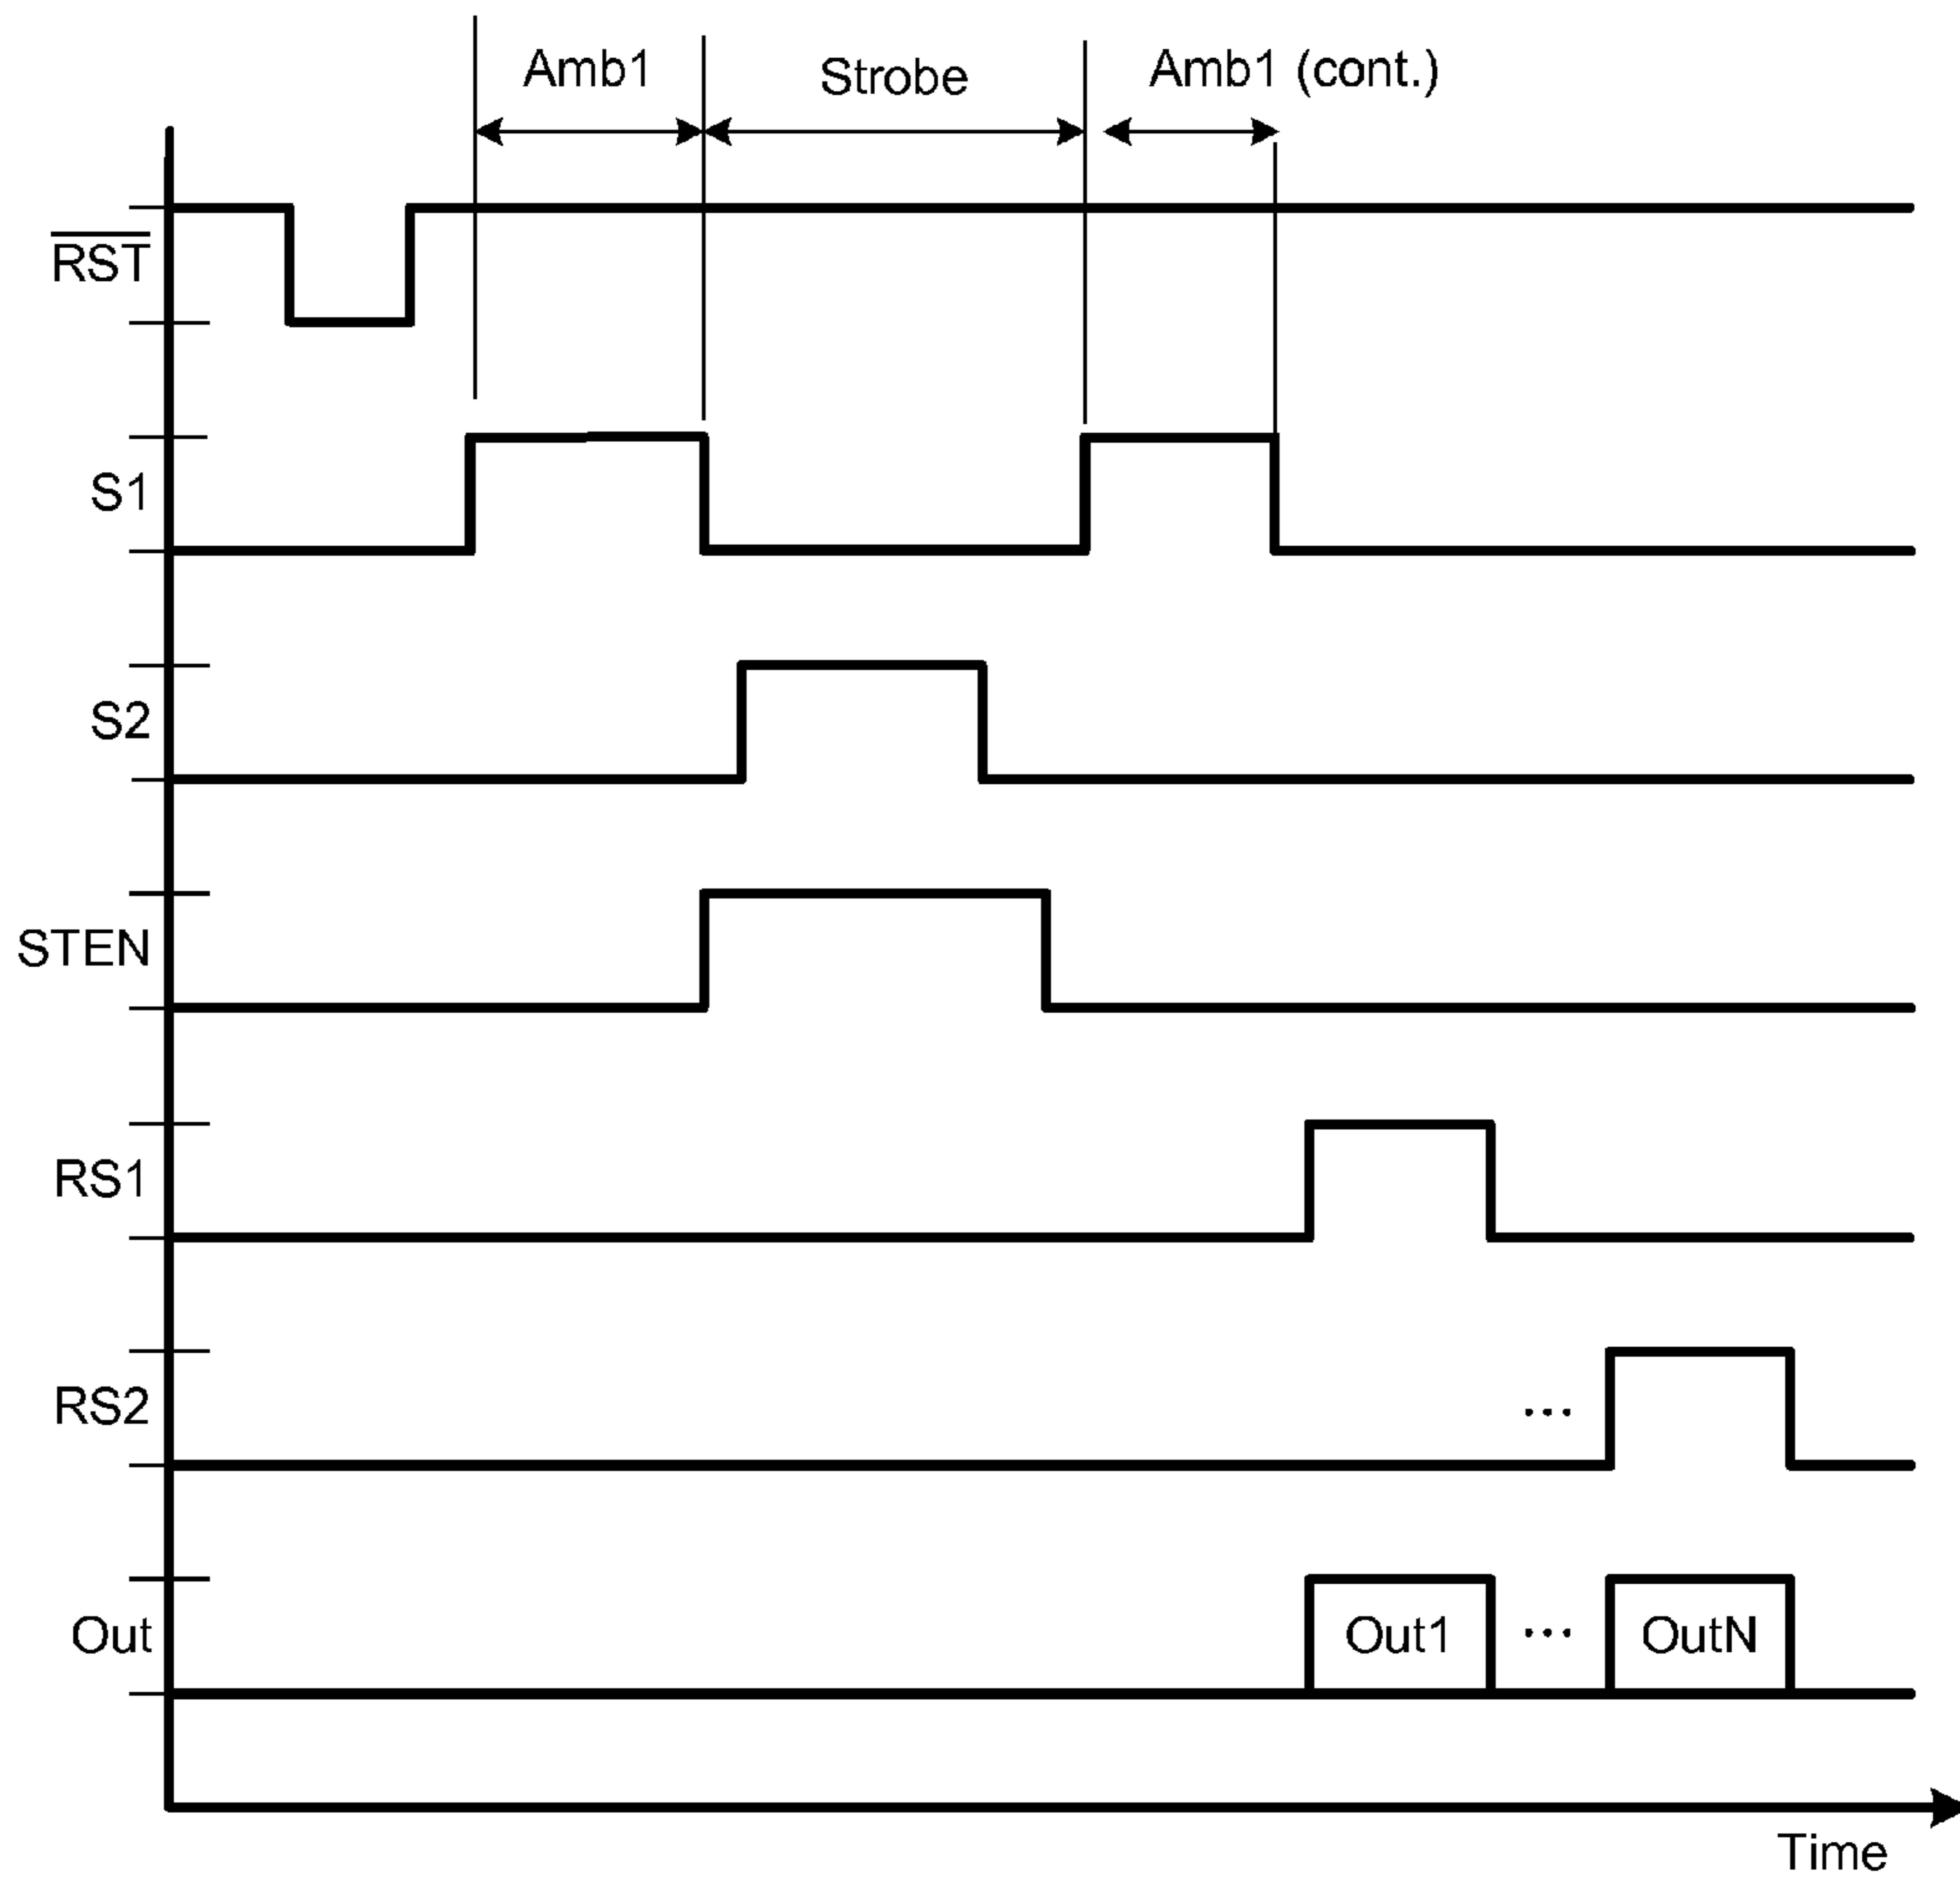 Amb1
Strobe
Amb1 (cont.)
RST
S1
S2
STEN
RS1
RS2
...
Out
Out1
...
OutN
Time